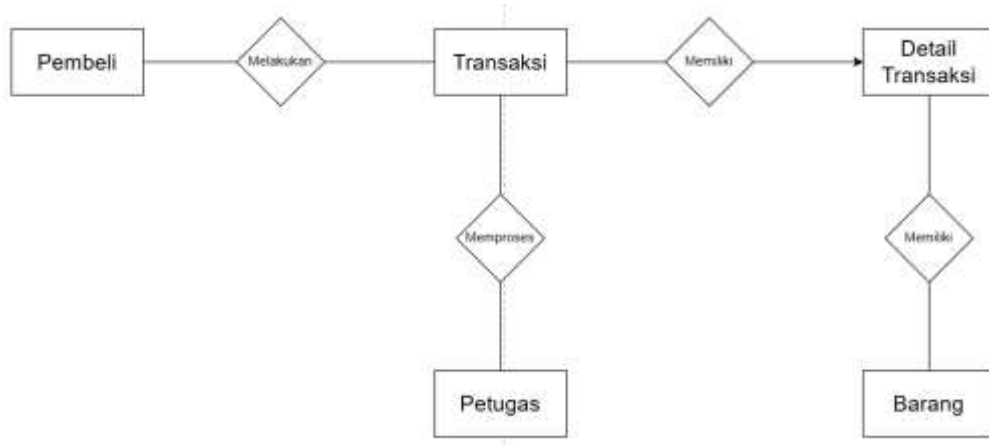 Pembeli
Melakukan
Transaksi
Memiliki
Detail
Transaksi
Memproses
Memiliki
Petugas
Barang